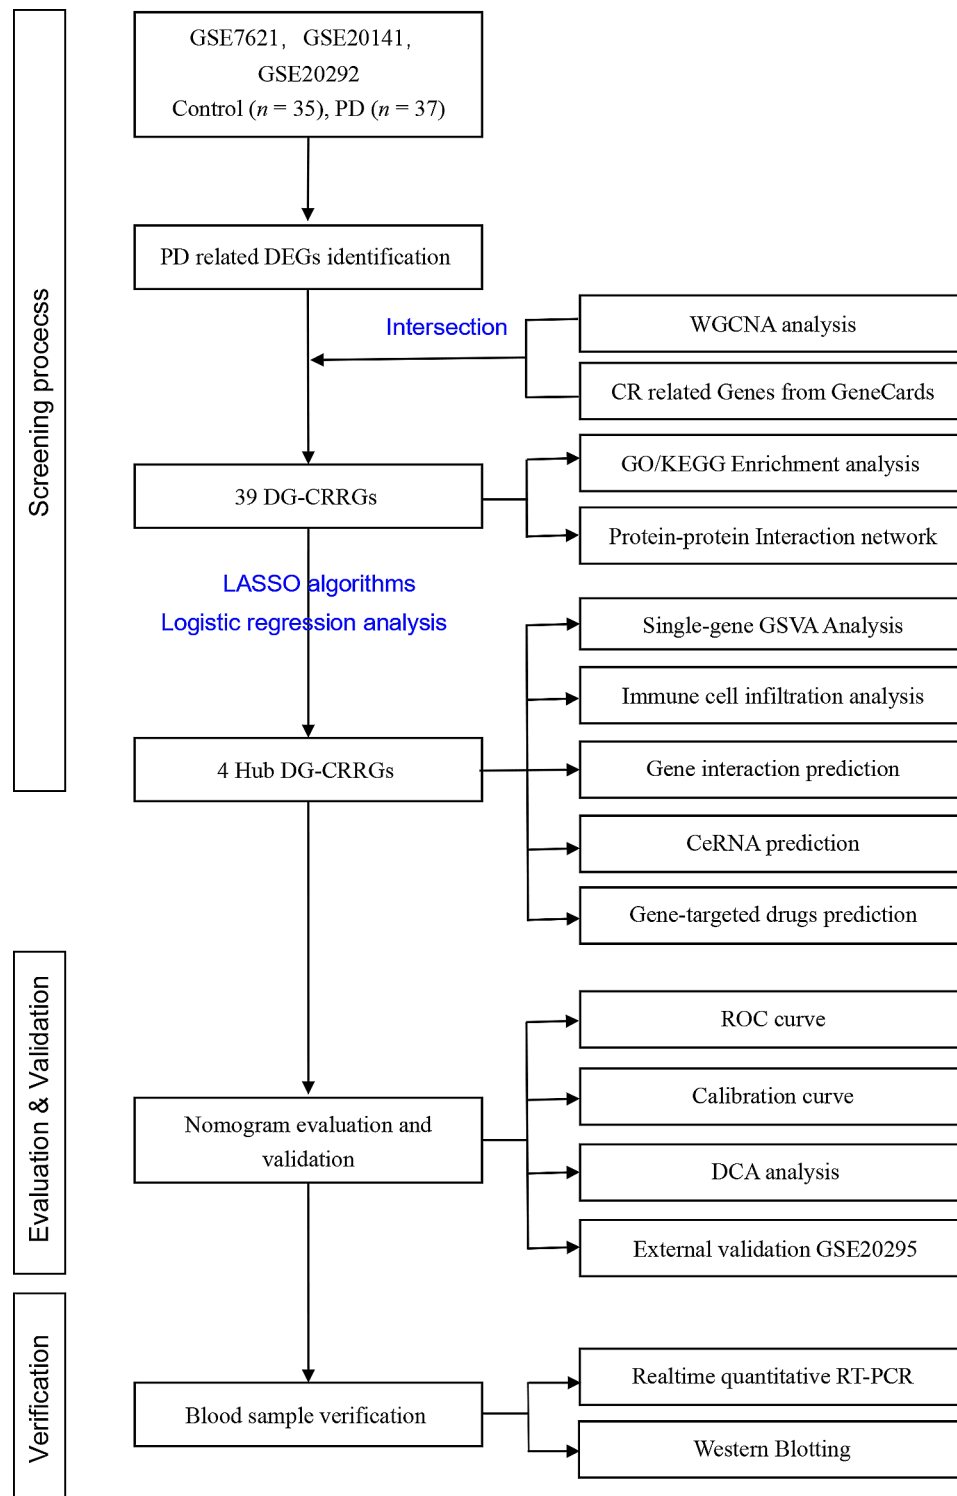 GSE7621, GSE20141,
GSE20292
Control (n = 35), PD (n = 37)
PD related DEGs identification
Intersection
WGCNA analysis
CR related Genes from GeneCards
39 DG-CRRGs
GO/KEGG Enrichment analysis
Protein-protein Interaction network
LASSO algorithms
Logistic regression analysis
4 Hub DG-CRRGs
Single-gene GSVA Analysis
Immune cell infiltration analysis
Gene interaction prediction
CeRNA prediction
Gene-targeted drugs prediction
Screening procecss
Nomogram evaluation and
validation
ROC curve
Calibration curve
DCA analysis
External validation GSE20295
Evaluation & Validation
Blood sample verification
Realtime quantitative RT-PCR
Western Blotting
Verification